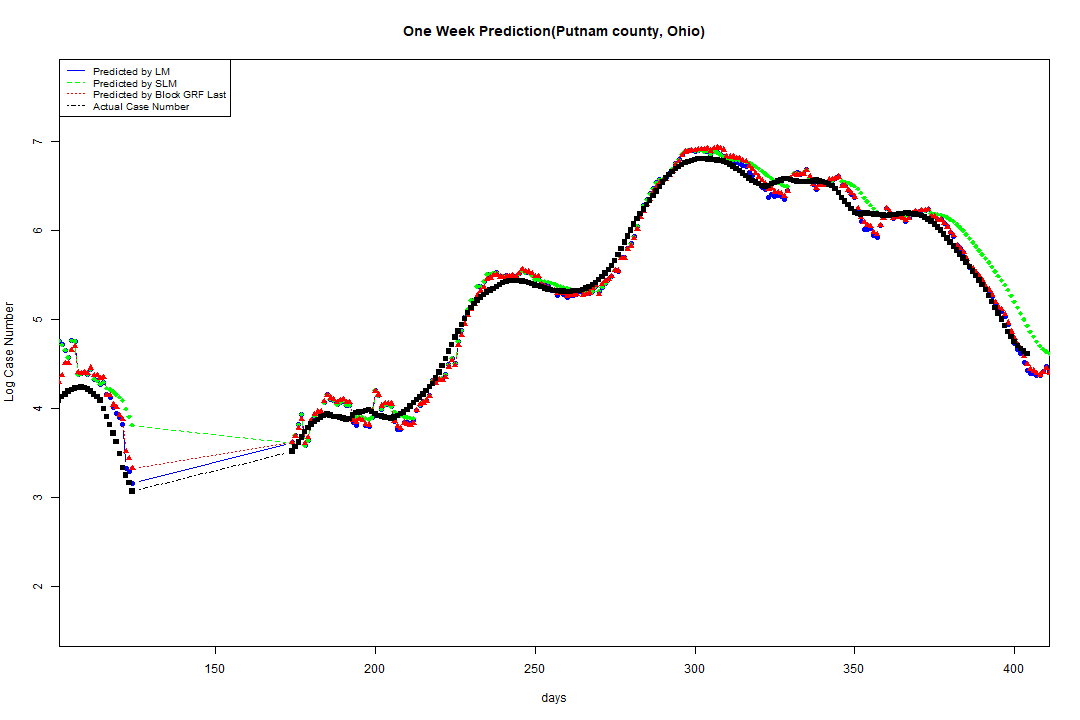 One Week Prediction(Putnam county, Ohio)
Predicted by LM
Predicted by SLM
Predicted by Block GRF Last
Actual Case Number
7
6
5
4
3
2
Log Case Number
150 200 250 300 350 400
days